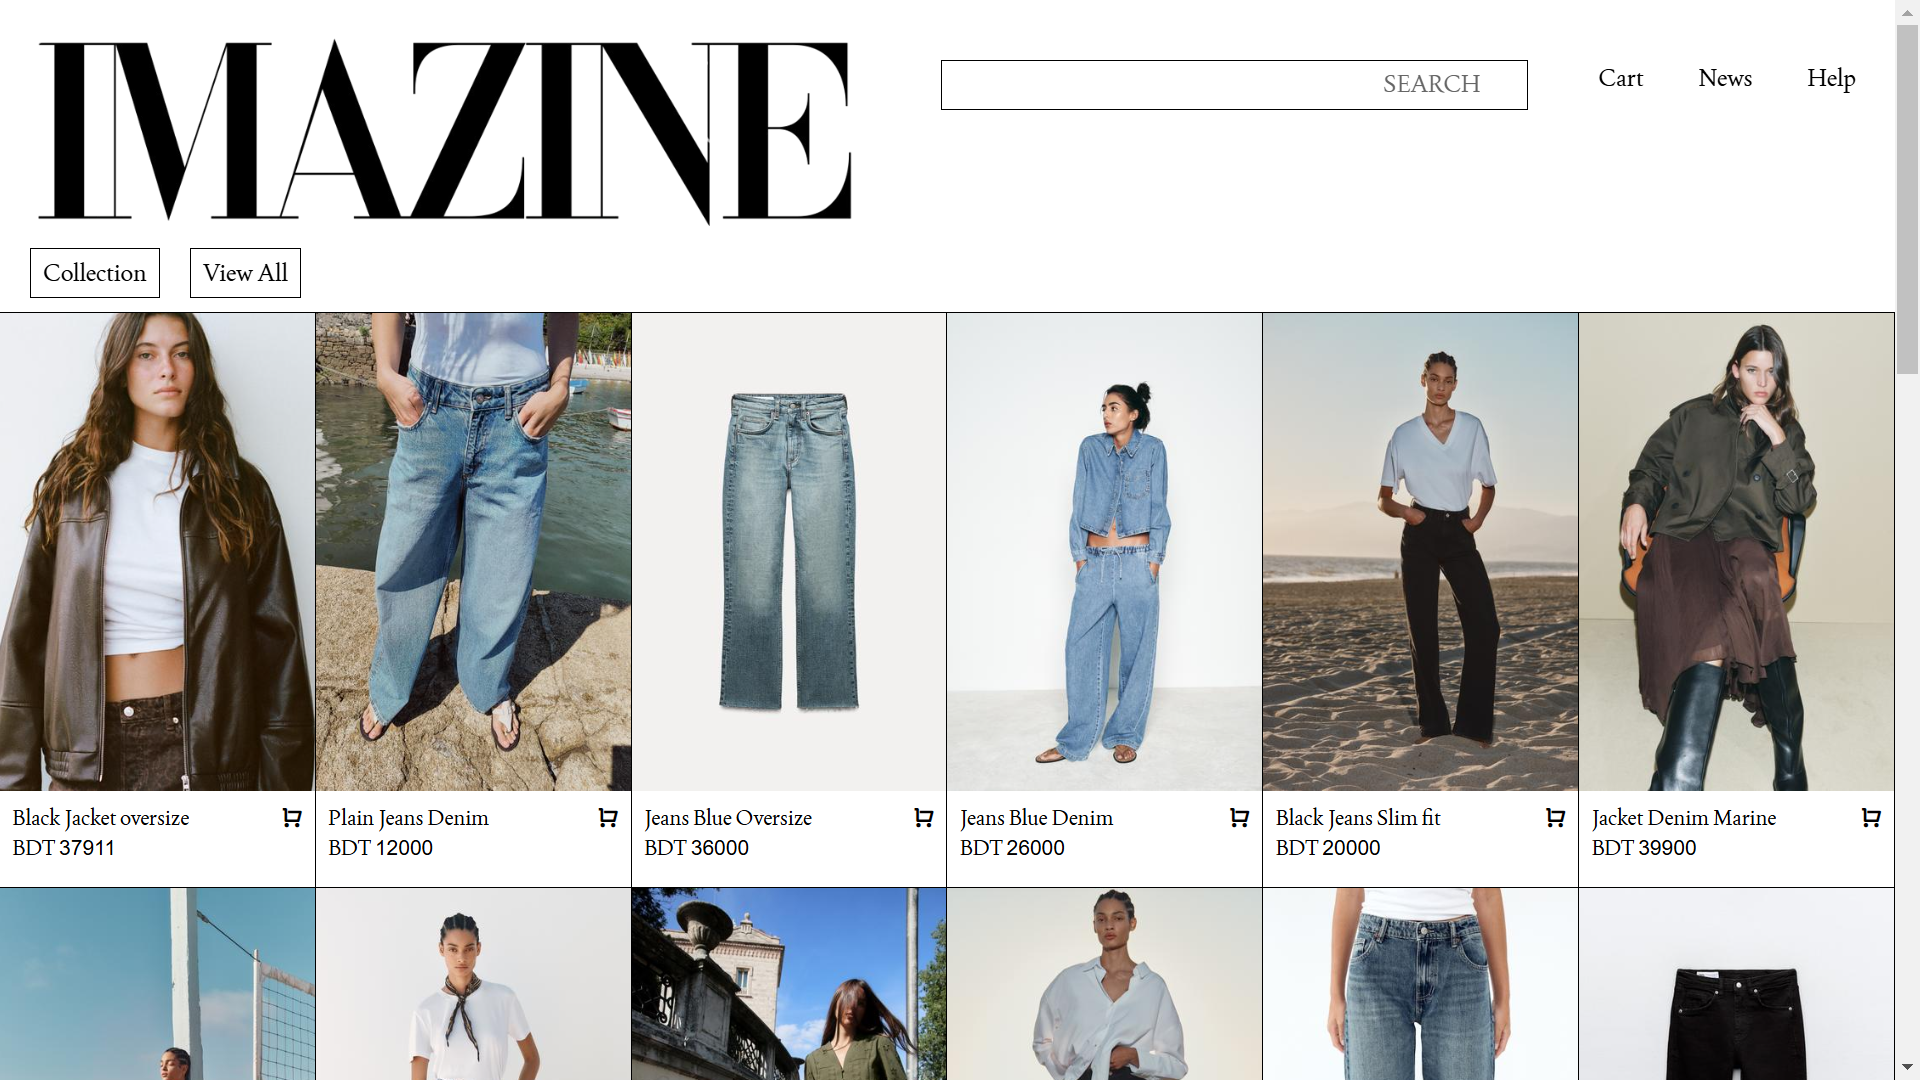 IMAZINE
SEARCH
Cart
News
Help
Collection
View All
Black Jacket oversize
BDT 37911
Plain Jeans Denim
BDT 12000
Jeans Blue Oversize
BDT 36000
Jeans Blue Denim
BDT 26000
Black Jeans Slim fit
BDT 20000
Jacket Denim Marine
BDT 39900